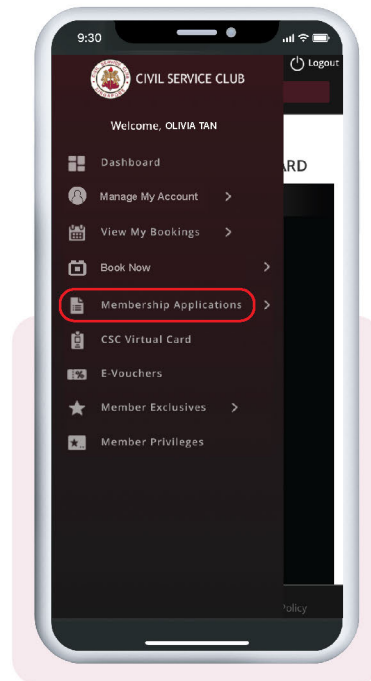 9:30
Logout
CIVIL SERVICE CLUB
Welcome, OLIVIA TAN
Dashboard
ARD
Manage My Account
View My Bookings
Book Now
Membership Applications
CSC Virtual Card
E-Vouchers
Member Exclusives
Member Privileges
Policy